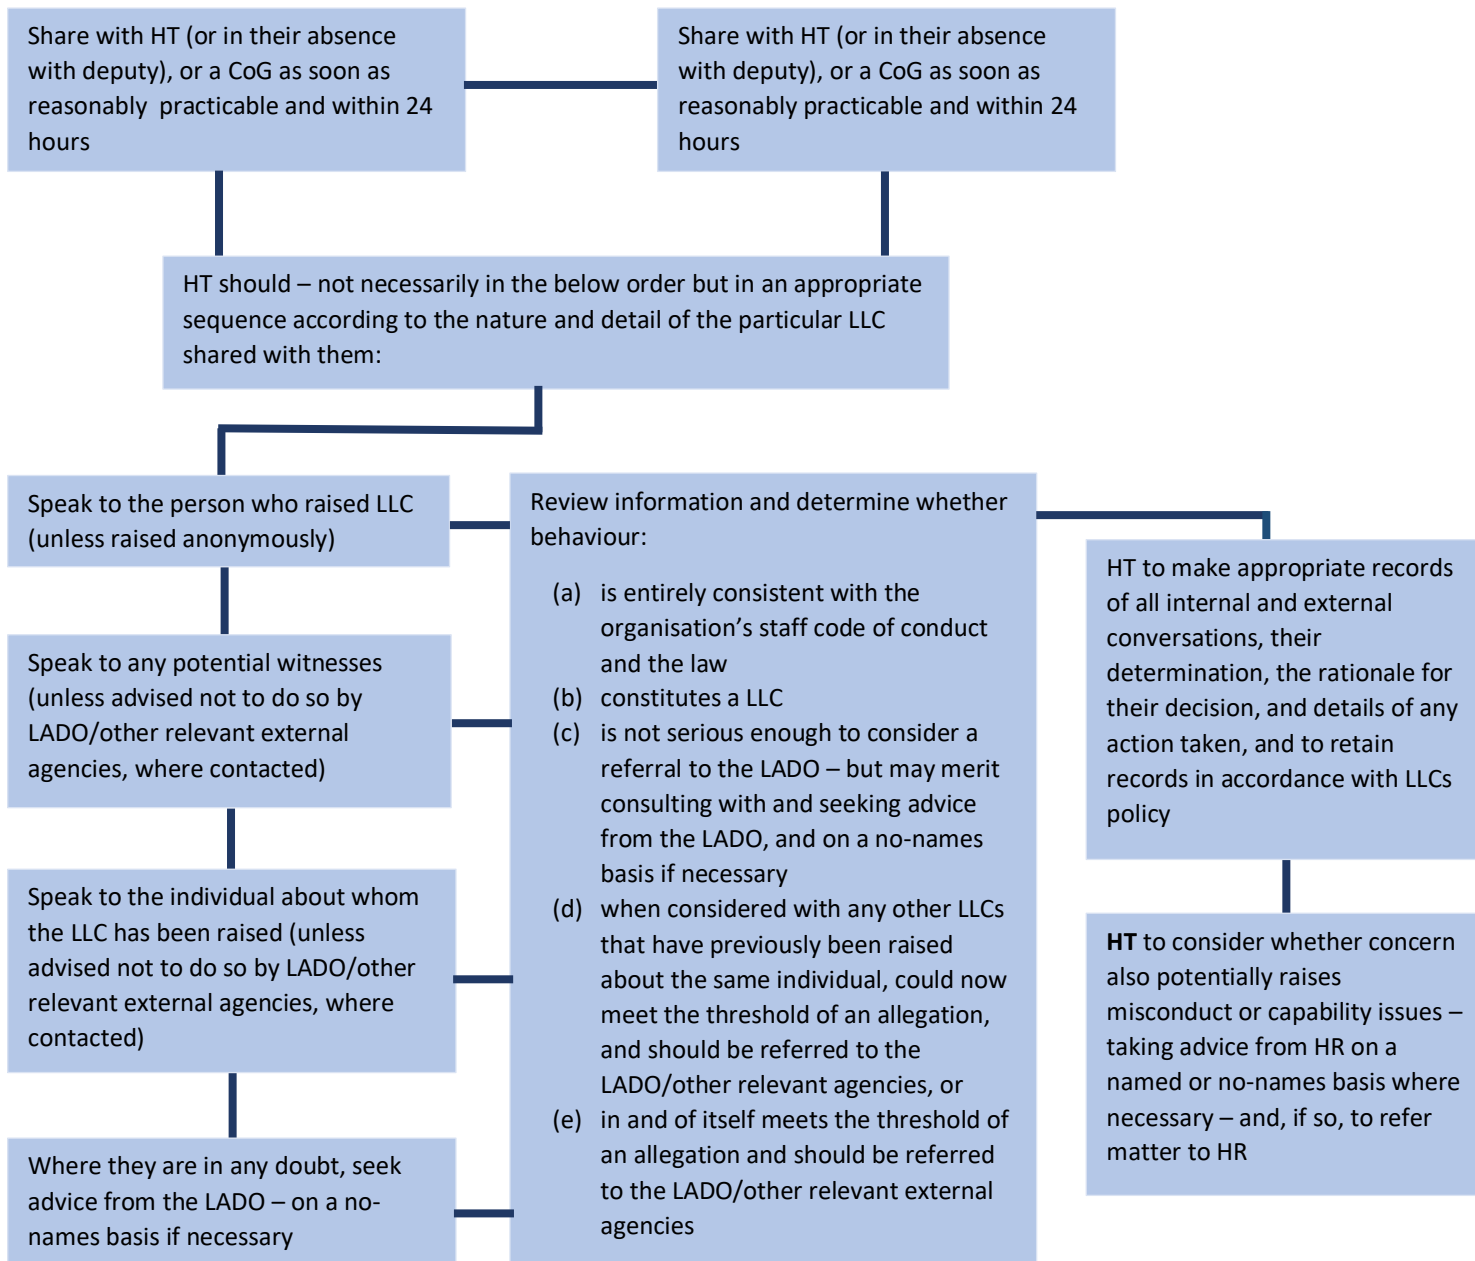 Share with HT (or in their absence
with deputy), or a CoG as soon as
reasonably  practicable and within 24
hours
Share with HT (or in their absence
with deputy), or a CoG as soon as
reasonably practicable and within 24
hours
HT should – not necessarily in the below order but in an appropriate
sequence according to the nature and detail of the particular LLC
shared with them:
Speak to the person who raised LLC
(unless raised anonymously)
Speak to any potential witnesses
(unless advised not to do so by
LADO/other relevant external
agencies, where contacted)
Speak to the individual about whom
the LLC has been raised (unless
advised not to do so by LADO/other
relevant external agencies, where
contacted)
Where they are in any doubt, seek
advice from the LADO – on a no-
names basis if necessary
Review information and determine whether
behaviour:
(a) is entirely consistent with the
organisation’s staff code of conduct
and the law
(b) constitutes a LLC
(c) is not serious enough to consider a
referral to the LADO – but may merit
consulting with and seeking advice
from the LADO, and on a no-names
basis if necessary
(d) when considered with any other LLCs
that have previously been raised
about the same individual, could now
meet the threshold of an allegation,
and should be referred to the
LADO/other relevant agencies, or
(e) in and of itself meets the threshold of
an allegation and should be referred
to the LADO/other relevant external
agencies
HT to make appropriate records
of all internal and external
conversations, their
determination, the rationale for
their decision, and details of any
action taken, and to retain
records in accordance with LLCs
policy
HT to consider whether concern
also potentially raises
misconduct or capability issues –
taking advice from HR on a
named or no-names basis where
necessary – and, if so, to refer
matter to HR